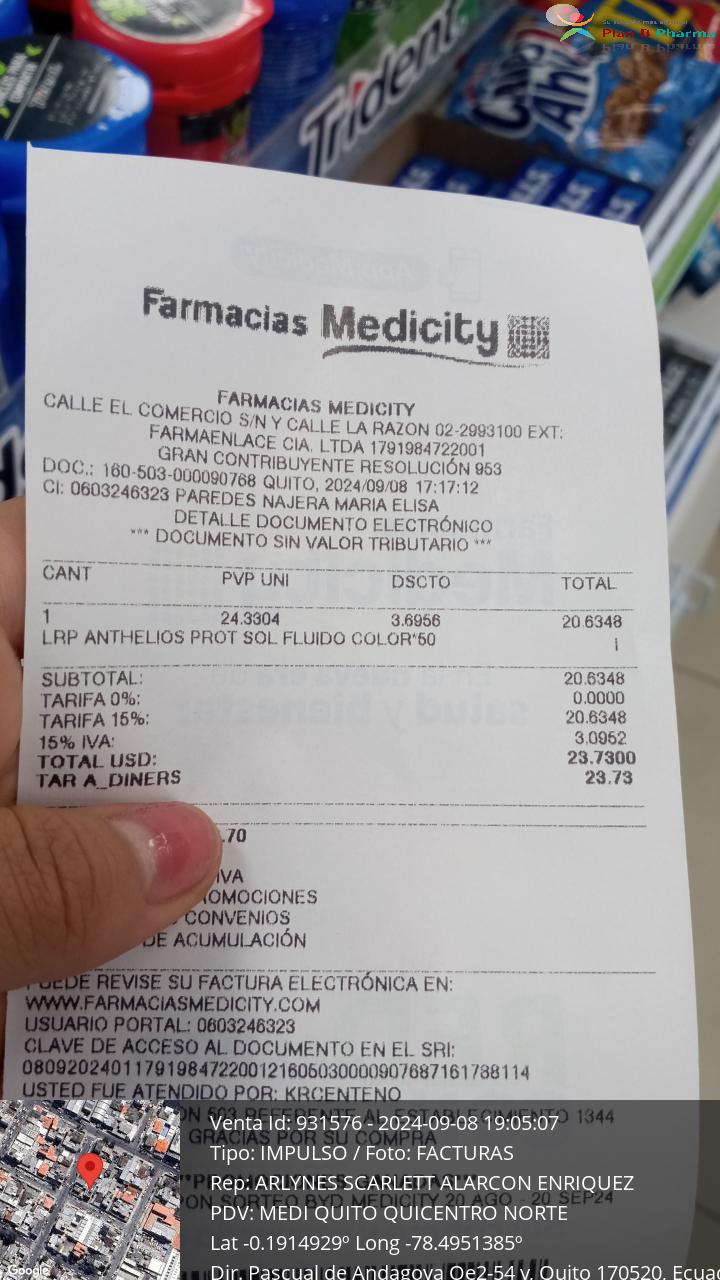 Plan B Pharma
Trident
Chips
Ahoy
Farmacias Medicity
FARMACIAS MEDICITY
CALLE EL COMERCIO S/N Y CALLE LA RAZON 02-2993100 EXT:
FARMAENLACE CIA. LTDA 1791984722001
GRAN CONTRIBUYENTE RESOLUCIÓN 953
DOC.: 160-503-000090768 QUITO, 2024/09/08 17:17:12
CI: 0603246323 PAREDES NAJERA MARIA ELISA
DETALLE DOCUMENTO ELECTRÓNICO
*** DOCUMENTO SIN VALOR TRIBUTARIO ***
CANT PVP UNI DSCTO TOTAL
1 24.3304 3.6956 20.6348
LRP ANTHELIOS PROT SOL FLUIDO COLOR*50 i
SUBTOTAL: 20.6348
TARIFA 0%: 0.0000
TARIFA 15%: 20.6348
15% IVA: 3.0952
TOTAL USD: 23.7300
TAR A_DINERS 23.73
.70
IVA
OMOCIONES
CONVENIOS
DE ACUMULACIÓN
PUEDE REVISE SU FACTURA ELECTRÓNICA EN:
WWW.FARMACIASMEDICITY.COM
USUARIO PORTAL: 0603246323
CLAVE DE ACCESO AL DOCUMENTO EN EL SRI:
0809202401179198472200121605030000907687161738114
USTED FUE ATENDIDO POR: KRCENTENO
ON 503 REFERENTE AL ESTABLECIMIENTO 1344
GRACIAS POR SU COMPRA
SORTEO BYD MEDICITY 20 AGO - 20 SEP24
Venta Id: 931576 - 2024-09-08 19:05:07
Tipo: IMPULSO / Foto: FACTURAS
Rep: ARLYNES SCARLETT ALARCON ENRIQUEZ
PDV: MEDI QUITO QUICENTRO NORTE
Lat -0.1914929º Long -78.4951385º
Dir. Pascual de Andagoya Oe2-54 y, Quito 170520, Ecua
Google